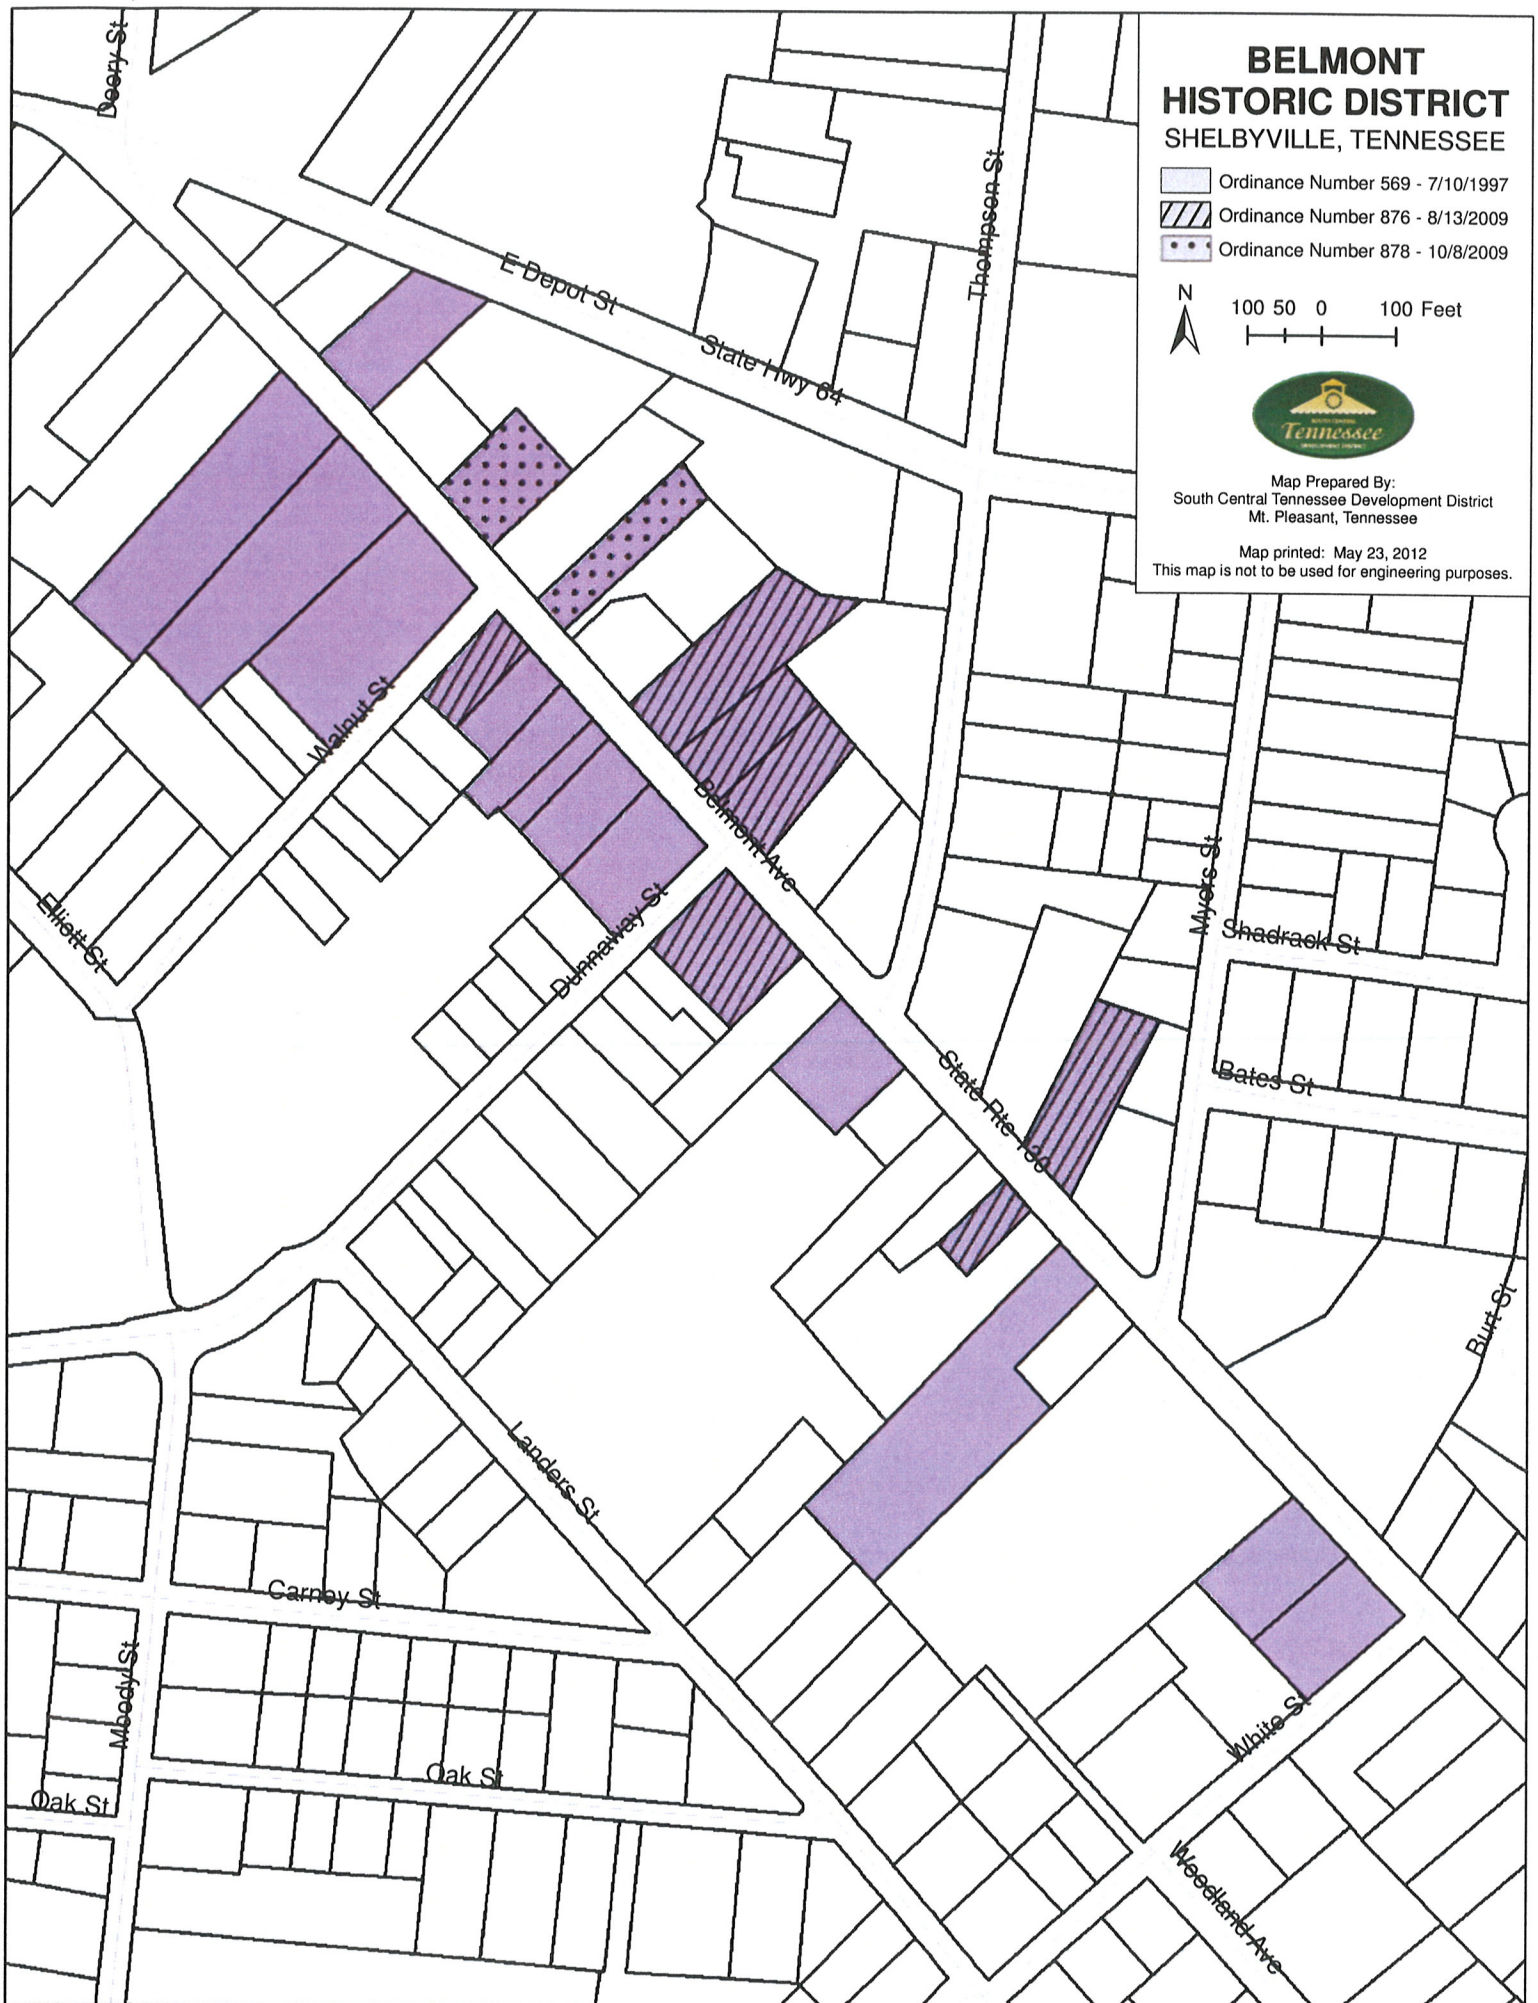 BELMONT
HISTORIC DISTRICT
SHELBYVILLE, TENNESSEE
Ordinance Number 569 - 7/10/1997
Ordinance Number 876 - 8/13/2009
Ordinance Number 878 - 10/8/2009
N
100 50 0 100 Feet
SOUTH CENTRAL
Tennessee
DEVELOPMENT DISTRICT
Map Prepared By:
South Central Tennessee Development District
Mt. Pleasant, Tennessee
Map printed: May 23, 2012
This map is not to be used for engineering purposes.
Deery St
Thompson St
E Depot St
State Hwy 64
Walnut St
Belmont Ave
Myers St
Elliott St
Dunnaway St
Shadrack St
State Rte 130
Bates St
Burt St
Landers St
Carney St
Moody St
White St
Oak St
Oak St
Woodland Ave